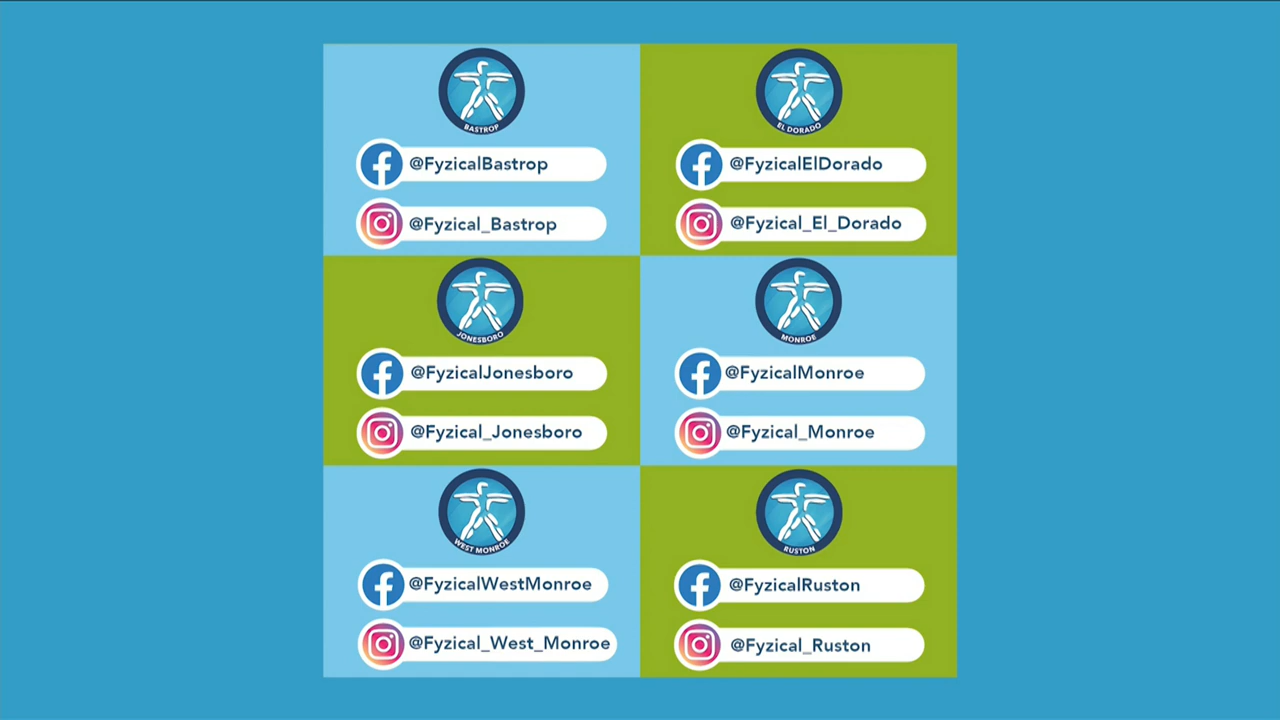 BASTROP
@FyzicalBastrop
@Fyzical_Bastrop
EL DORADO
@FyzicalElDorado
@Fyzical_El_Dorado
JONESBORO
@FyzicalJonesboro
@Fyzical_Jonesboro
MONROE
@FyzicalMonroe
@Fyzical_Monroe
WEST MONROE
@FyzicalWestMonroe
@Fyzical_West_Monroe
RUSTON
@FyzicalRuston
@Fyzical_Ruston